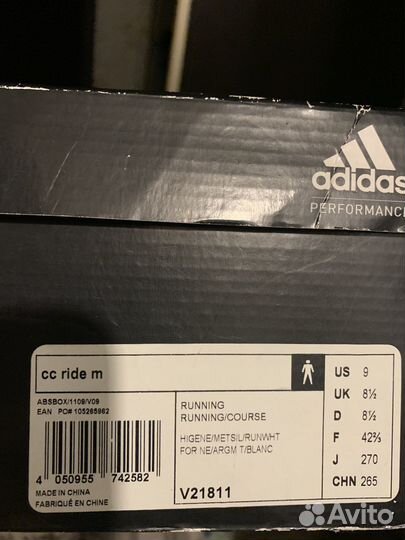 adidas
PERFORMANCE
cc ride m
ABSBOX/1109/V09
EAN PO# 105265962
4 050955 742582
MADE IN CHINA
FABRIQUÉ EN CHINE
RUNNING
RUNNING/COURSE
HIGENE/METSIL/RUNWHT
FOR NE/ARGM T/BLANC
V21811
US 9
UK 8½
D 8½
F 42⅔
J 270
CHN 265
Avito